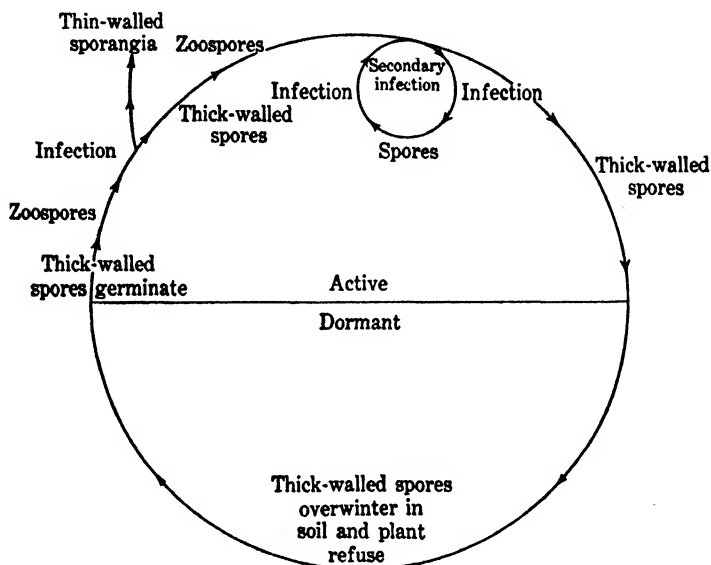 Thin-walled
sporangia
Zoospores
Secondary
infection
Infection
Infection
Thick-walled
spores
Spores
Infection
Thick-walled
spores
Zoospores
Thick-walled
spores germinate
Active
Dormant
Thick-walled spores
overwinter in
soil and plant
refuse